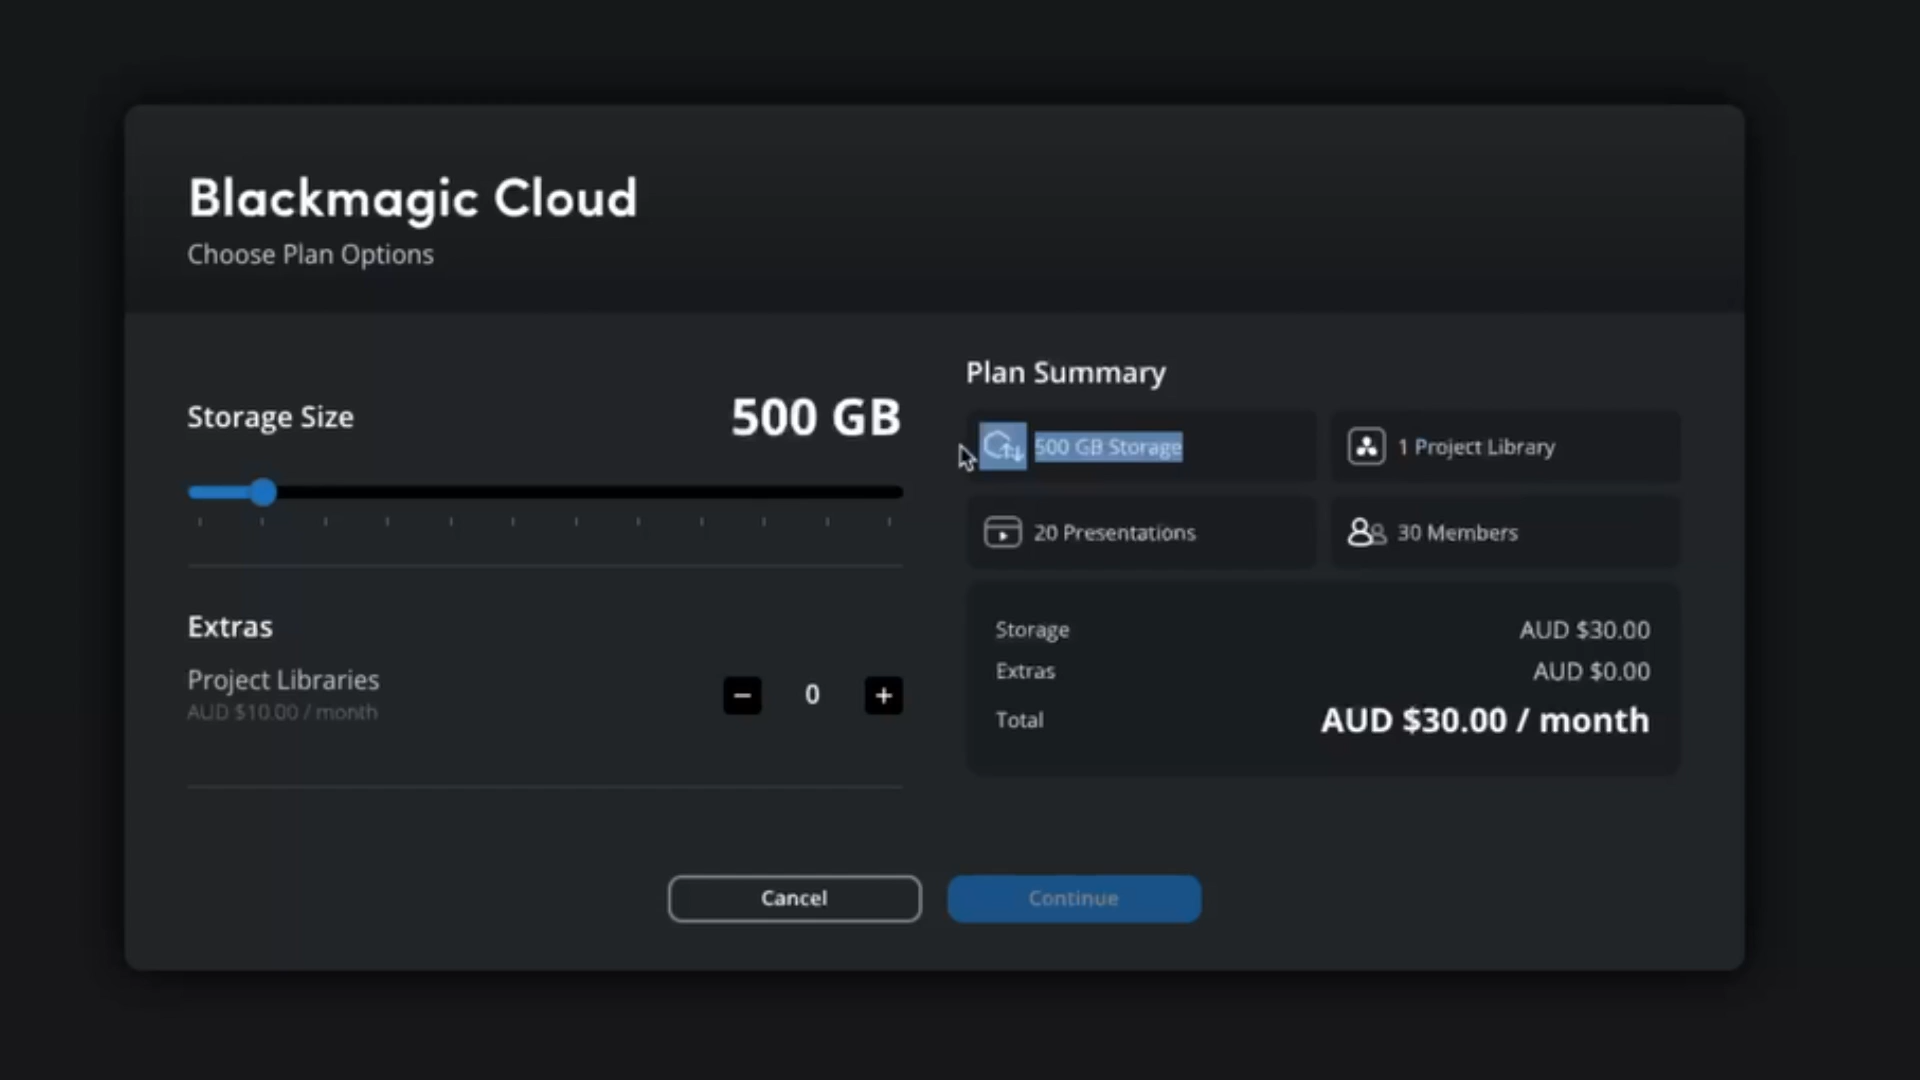 Blackmagic Cloud
Choose Plan Options
Storage Size
500 GB
Extras
Project Libraries
AUD $10.00 / month
0
Plan Summary
500 GB Storage
1 Project Library
20 Presentations
30 Members
Storage
AUD $30.00
Extras
AUD $0.00
Total
AUD $30.00 / month
Cancel
Continue